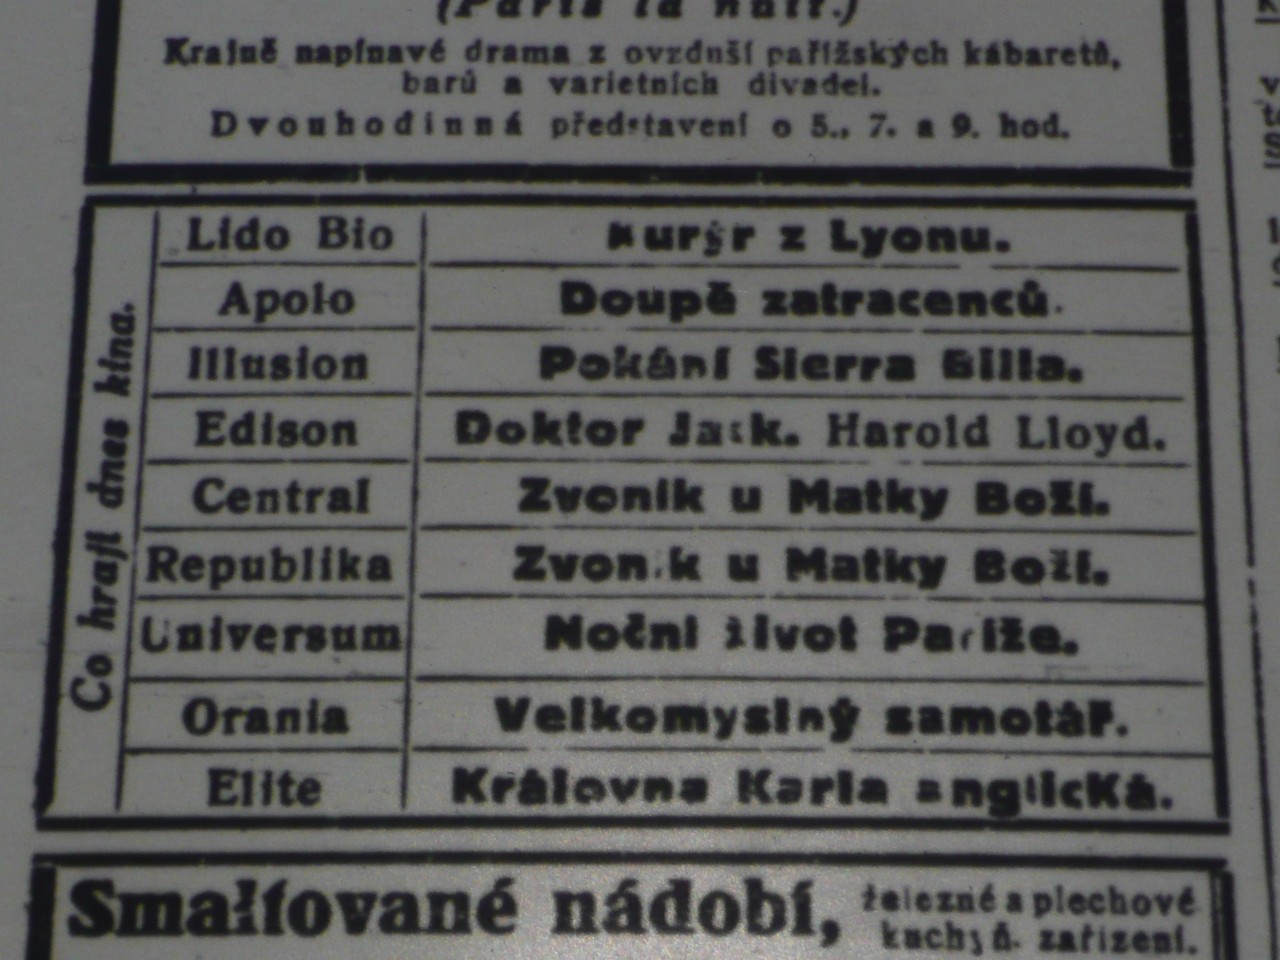 (Paris la nuit.)
Krajně napínavé drama z ovzduší pařížských kabaretů,
barů a varietních divadel.
Dvouhodinná představení o 5., 7. a 9. hod.
Co hrají dnes kina.
Lido Bio Kurýr z Lyonu.
Apolo Doupě zatracenců.
Illusion Pokání Sierra Billa.
Edison Doktor Jack. Harold Lloyd.
Central Zvoník u Matky Boží.
Republika Zvoník u Matky Boží.
Universum Noční život Paříže.
Orania Velkomyslný samotář.
Elite Královna Karla anglická.
Smaltované nádobí,
železné a plechové
kuchyň. zařízení.